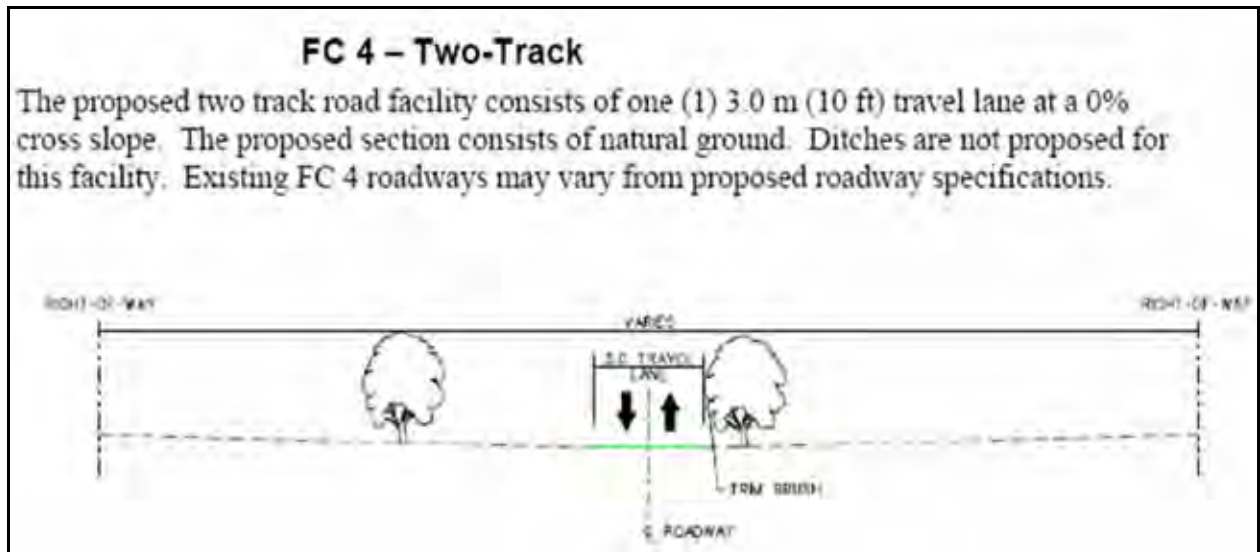 FC 4 – Two-Track
The proposed two track road facility consists of one (1) 3.0 m (10 ft) travel lane at a 0%
cross slope. The proposed section consists of natural ground. Ditches are not proposed for
this facility. Existing FC 4 roadways may vary from proposed roadway specifications.
RIGHT-OF-WAY
RIGHT-OF-WAY
VARIES
3.0 TRAVEL
LANE
TRIM BRUSH
℄ ROADWAY